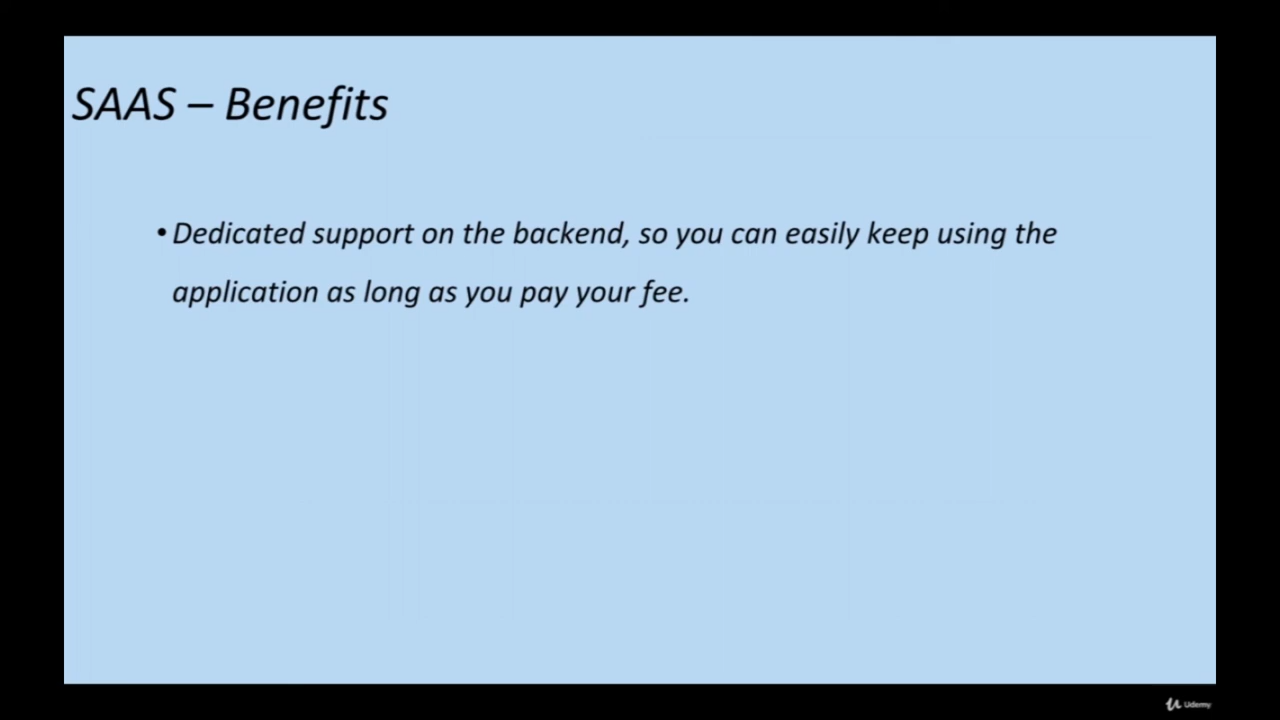 SAAS – Benefits
• Dedicated support on the backend, so you can easily keep using the
application as long as you pay your fee.
Udemy